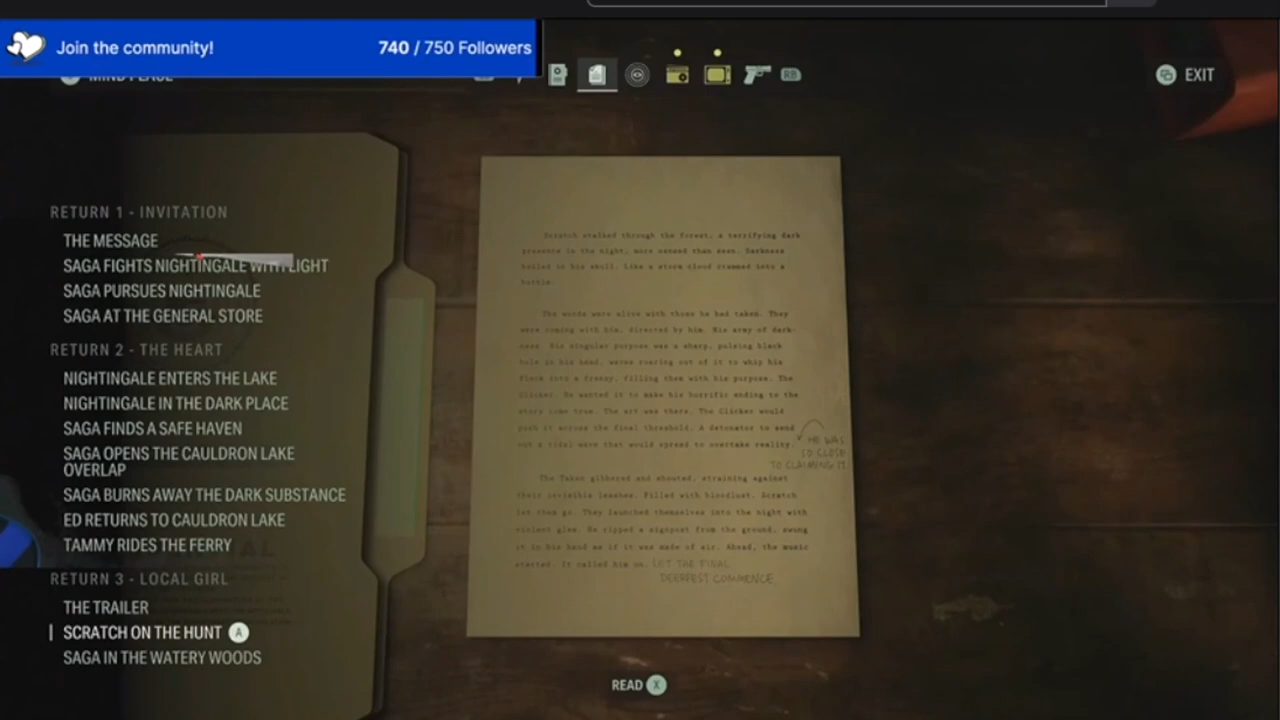 Join the community!
740 / 750 Followers
MIND PLACE
RB
EXIT
RETURN 1 - INVITATION
THE MESSAGE
SAGA FIGHTS NIGHTINGALE WITH LIGHT
SAGA PURSUES NIGHTINGALE
SAGA AT THE GENERAL STORE
RETURN 2 - THE HEART
NIGHTINGALE ENTERS THE LAKE
NIGHTINGALE IN THE DARK PLACE
SAGA FINDS A SAFE HAVEN
SAGA OPENS THE CAULDRON LAKE
OVERLAP
SAGA BURNS AWAY THE DARK SUBSTANCE
ED RETURNS TO CAULDRON LAKE
TAMMY RIDES THE FERRY
RETURN 3 - LOCAL GIRL
THE TRAILER
SCRATCH ON THE HUNT A
SAGA IN THE WATERY WOODS
Scratch stalked through the forest, a terrifying dark
presence in the night, more sensed than seen. Darkness
boiled in his skull. Like a storm cloud crammed into a
bottle.
The woods were alive with those he had taken. They
were coming with him, directed by him. His army of dark-
ness. His singular purpose was a sharp, pulsing black
hole in his head, waves roaring out of it to whip his
force into a frenzy, filling them with his purpose. The
Clicker. He wanted it to make his horrific ending to the
story come true. The art was there. The Clicker would
push it across the final threshold. A detonator to send
out a tidal wave that would spread to overtake reality.
HE WAS
SO CLOSE
TO CLAIMING IT
The Taken gibbered and shouted, straining against
their invisible leashes. Filled with bloodlust, Scratch
let them go. They launched themselves into the night with
violent glee. He ripped a signpost from the ground, swung
it in his hand as if it was made of air. Ahead, the music
started. It called him on. LET THE FINAL
DEERFEST COMMENCE.
READ X